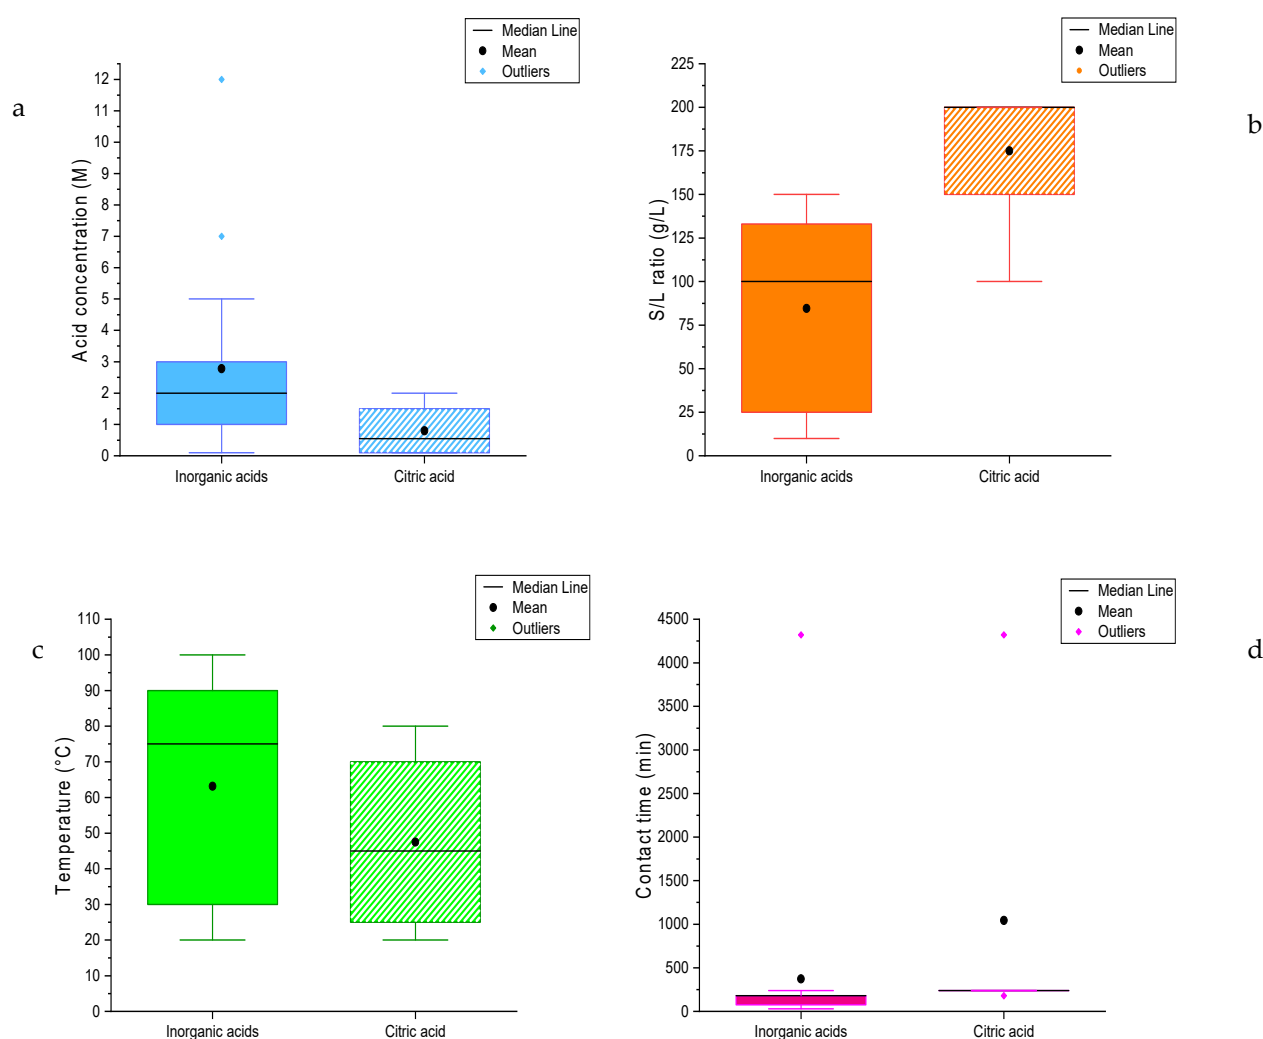 a
Median Line
Mean
Outliers
12
11
10
9
8
7
6
5
4
3
2
1
0
Acid concentration (M)
Inorganic acids
Citric acid
b
Median Line
Mean
Outliers
225
200
175
150
125
100
75
50
25
0
S/L ratio (g/L)
Inorganic acids
Citric acid
c
Median Line
Mean
Outliers
110
100
90
80
70
60
50
40
30
20
10
0
Temperature (°C)
Inorganic acids
Citric acid
d
Median Line
Mean
Outliers
4500
4000
3500
3000
2500
2000
1500
1000
500
0
Contact time (min)
Inorganic acids
Citric acid